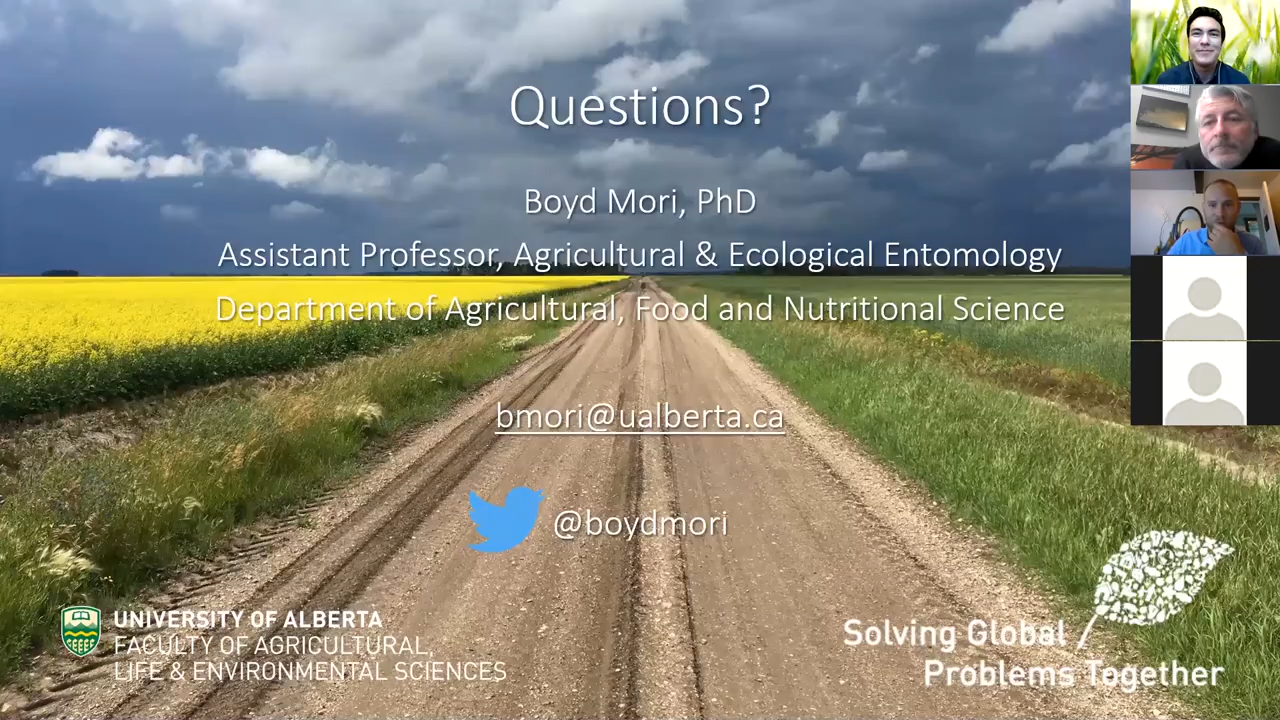 Questions?
Boyd Mori, PhD
Assistant Professor, Agricultural & Ecological Entomology
Department of Agricultural, Food and Nutritional Science
bmori@ualberta.ca
@boydmori
UNIVERSITY OF ALBERTA
FACULTY OF AGRICULTURAL,
LIFE & ENVIRONMENTAL SCIENCES
Solving Global
Problems Together